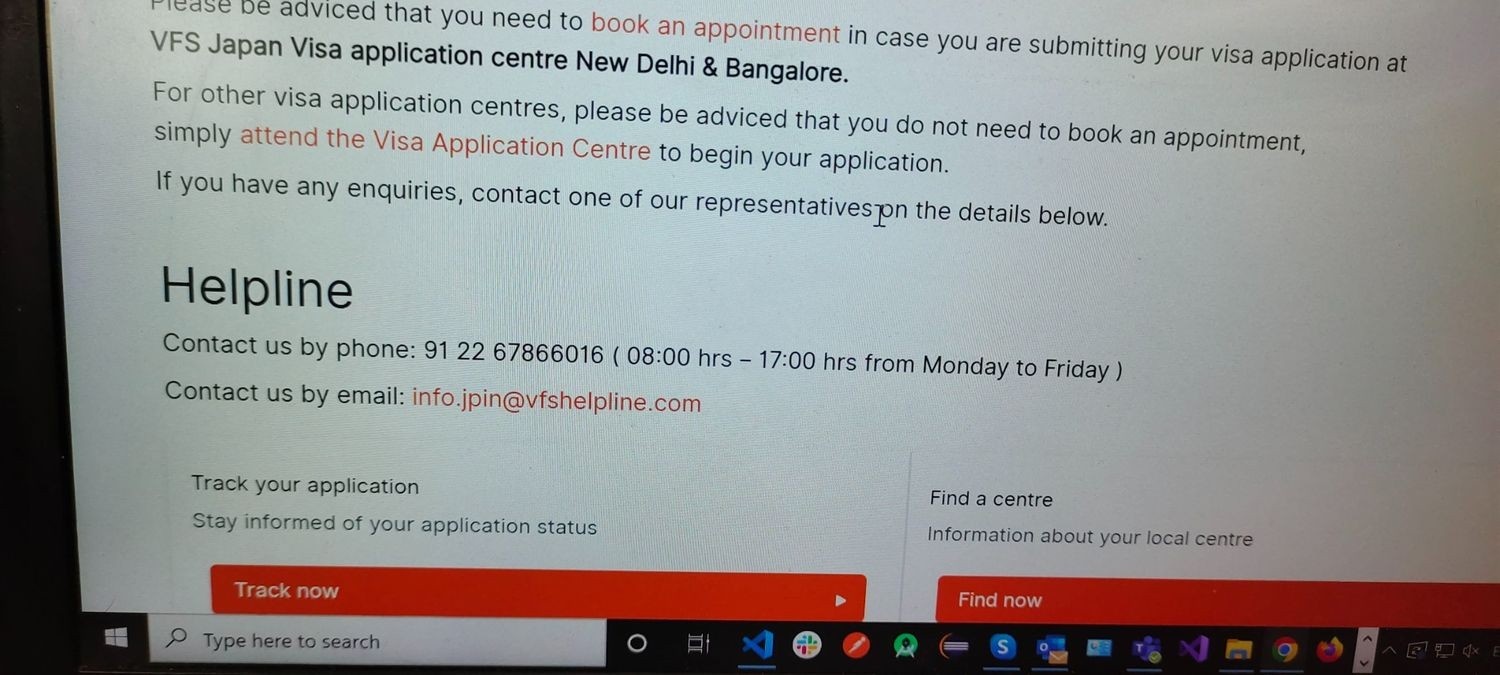 Please be adviced that you need to book an appointment in case you are submitting your visa application at
VFS Japan Visa application centre New Delhi & Bangalore.
For other visa application centres, please be adviced that you do not need to book an appointment,
simply attend the Visa Application Centre to begin your application.
If you have any enquiries, contact one of our representatives on the details below.
Helpline
Contact us by phone: 91 22 67866016 ( 08:00 hrs – 17:00 hrs from Monday to Friday )
Contact us by email: info.jpin@vfshelpline.com
Track your application
Stay informed of your application status
Track now
Find a centre
Information about your local centre
Find now
Type here to search